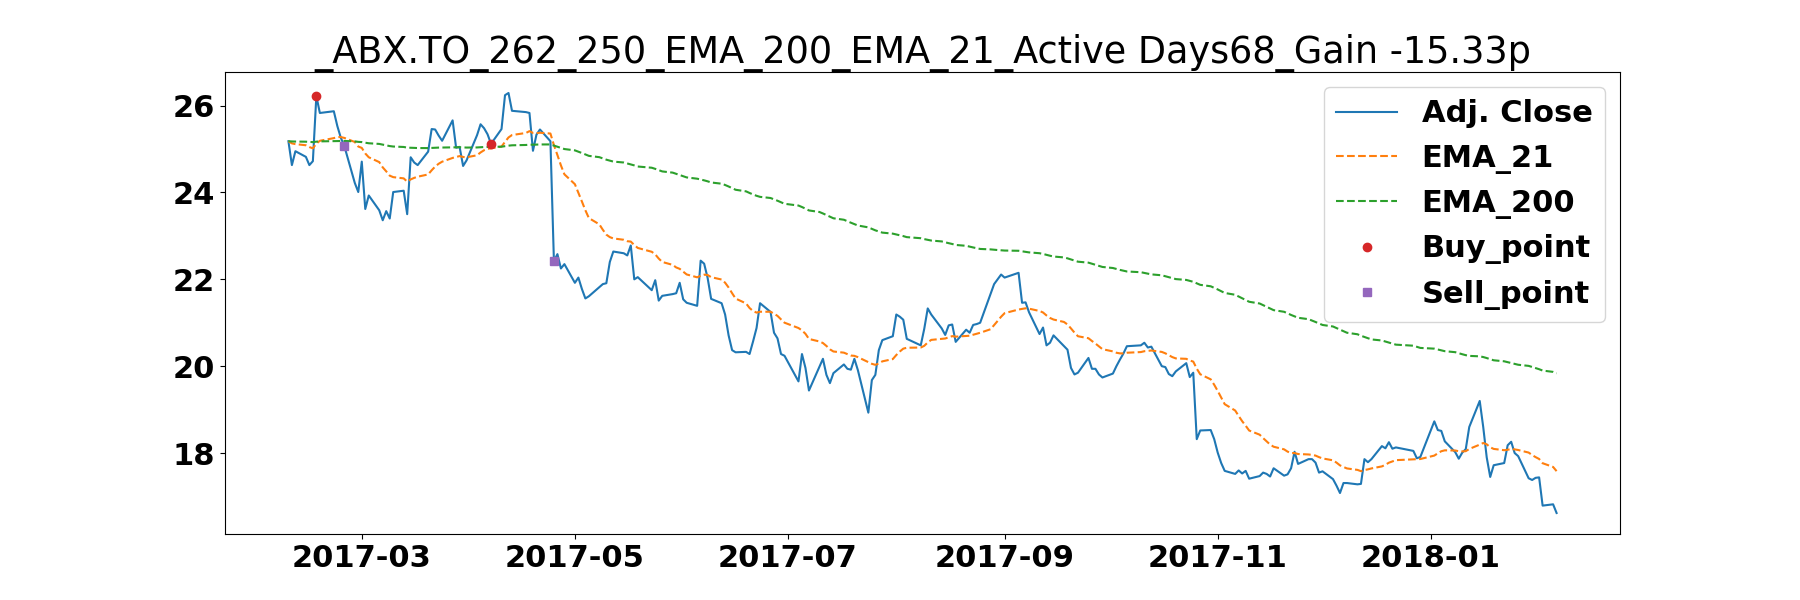 _ABX.TO_262_250_EMA_200_EMA_21_Active Days68_Gain -15.33p
26
24
22
20
18
Adj. Close
EMA_21
EMA_200
Buy_point
Sell_point
2017-03 2017-05 2017-07 2017-09 2017-11 2018-01